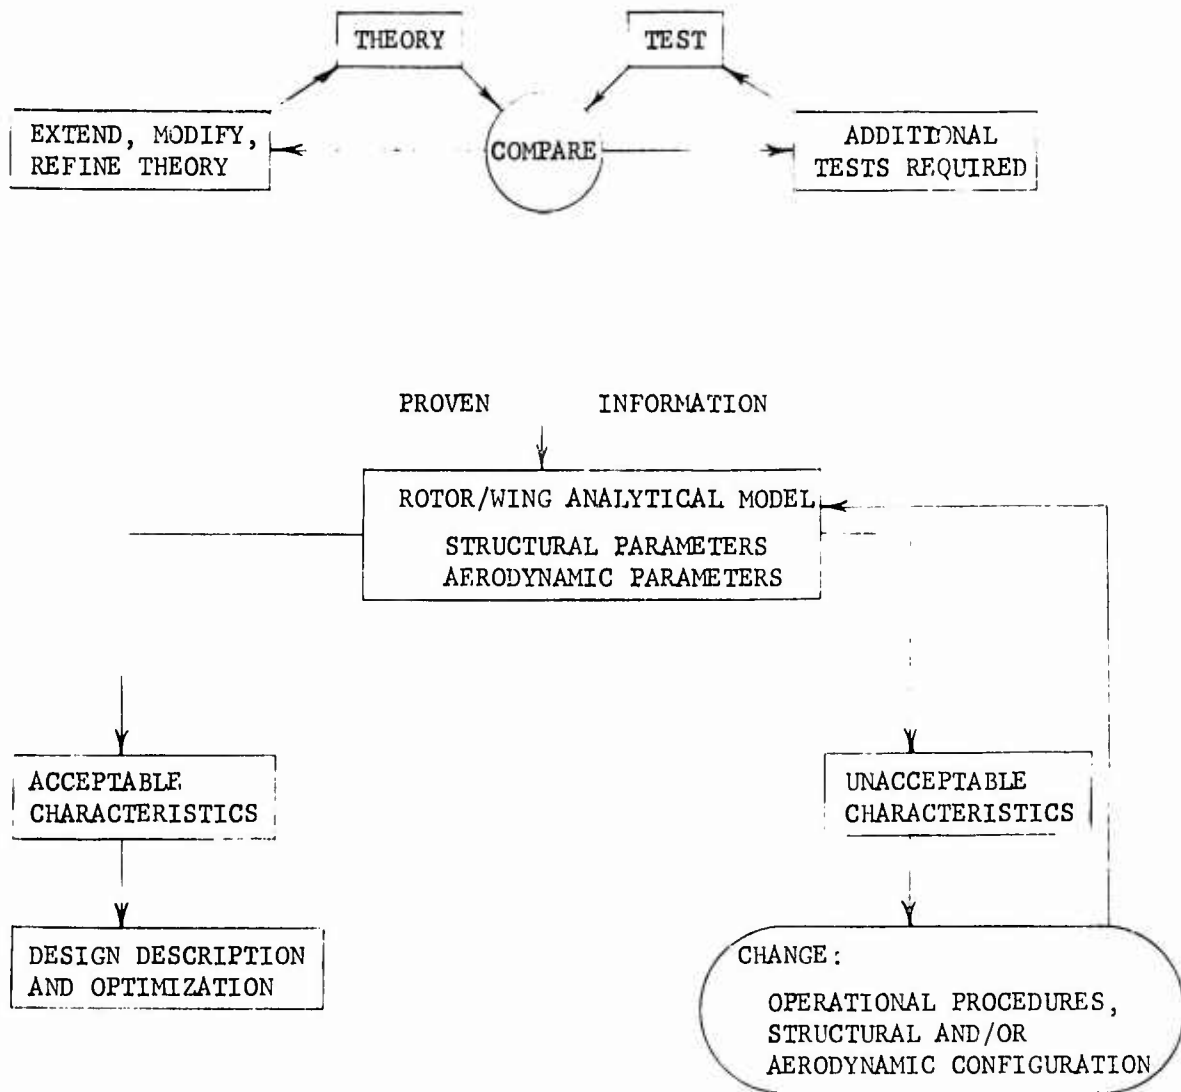 THEORY
TEST
EXTEND, MODIFY,
REFINE THEORY
COMPARE
ADDITIONAL
TESTS REQUIRED
PROVEN INFORMATION
ROTOR/WING ANALYTICAL MODEL
STRUCTURAL PARAMETERS
AERODYNAMIC PARAMETERS
ACCEPTABLE
CHARACTERISTICS
UNACCEPTABLE
CHARACTERISTICS
DESIGN DESCRIPTION
AND OPTIMIZATION
CHANGE:
OPERATIONAL PROCEDURES,
STRUCTURAL AND/OR
AERODYNAMIC CONFIGURATION